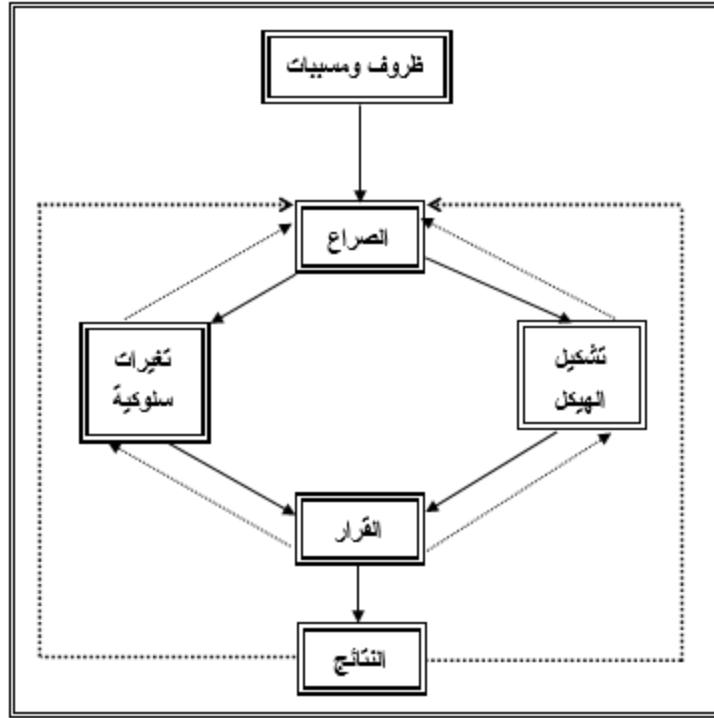 ظروف ومسببات
الصراع
تشكيل
الهيكل
تغيرات
سلوكية
القرار
النتائج